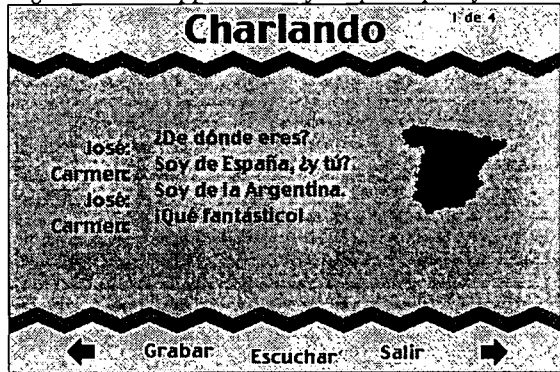 Charlando
1 de 4
José: ¿De dónde eres?
Carmen: Soy de España, ¿y tú?
José: Soy de la Argentina.
Carmen: ¡Qué fantástico!
Grabar Escuchar Salir